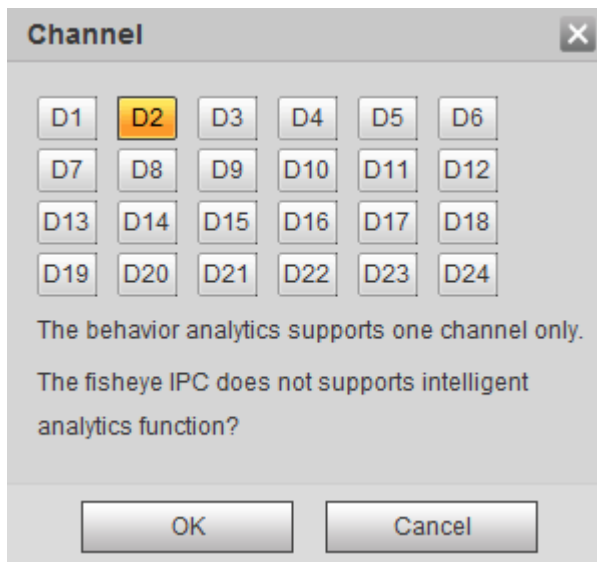 Channel
D1 D2 D3 D4 D5 D6
D7 D8 D9 D10 D11 D12
D13 D14 D15 D16 D17 D18
D19 D20 D21 D22 D23 D24
The behavior analytics supports one channel only.
The fisheye IPC does not supports intelligent
analytics function?
OK Cancel